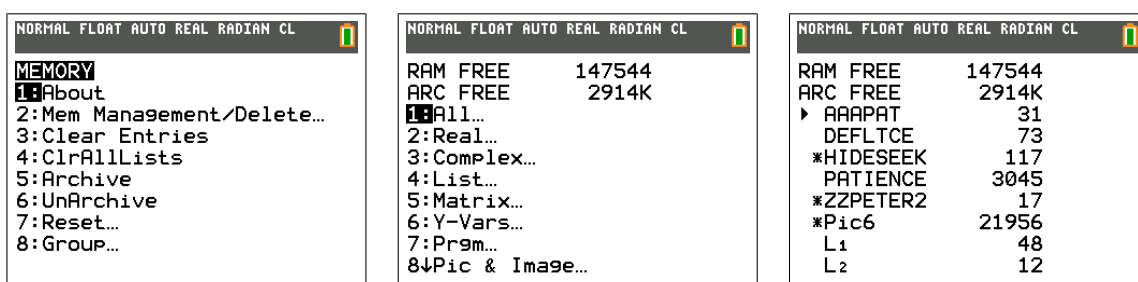 NORMAL FLOAT AUTO REAL RADIAN CL
MEMORY
1:About
2:Mem Management/Delete…
3:Clear Entries
4:ClrAllLists
5:Archive
6:UnArchive
7:Reset…
8:Group…
NORMAL FLOAT AUTO REAL RADIAN CL
RAM FREE 147544
ARC FREE 2914K
1:All…
2:Real…
3:Complex…
4:List…
5:Matrix…
6:Y-Vars…
7:Prgm…
8↓Pic & Image…
NORMAL FLOAT AUTO REAL RADIAN CL
RAM FREE 147544
ARC FREE 2914K
▸ AAAPAT 31
DEFLTCE 73
*HIDESEEK 117
PATIENCE 3045
*ZZPETER2 17
*Pic6 21956
L₁ 48
L₂ 12